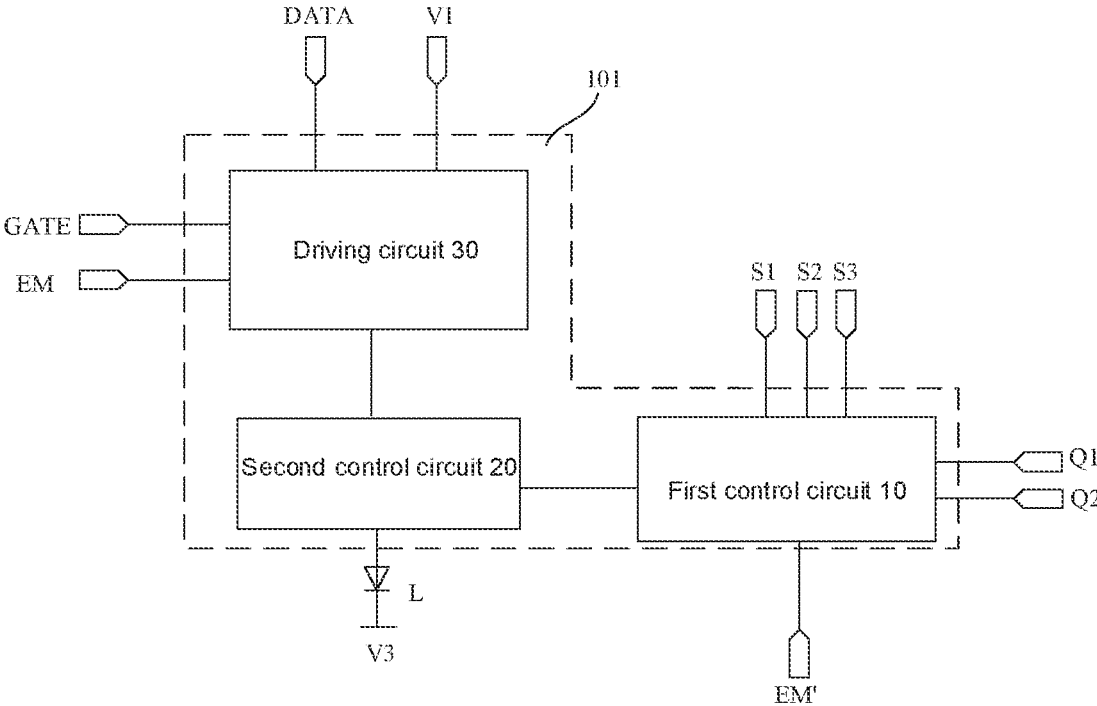 DATA V1
101
GATE
Driving circuit 30
EM
S1 S2 S3
Second control circuit 20
Q1
First control circuit 10
Q2
L
V3
EM'